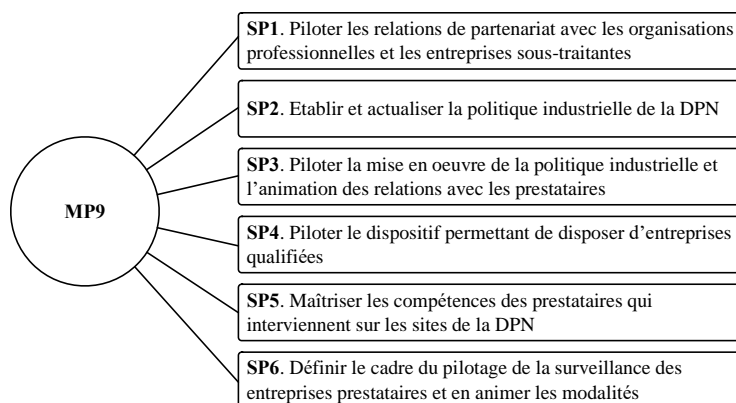 SP1. Piloter les relations de partenariat avec les organisations
professionnelles et les entreprises sous-traitantes
SP2. Etablir et actualiser la politique industrielle de la DPN
SP3. Piloter la mise en oeuvre de la politique industrielle et
l’animation des relations avec les prestataires
MP9
SP4. Piloter le dispositif permettant de disposer d’entreprises
qualifiées
SP5. Maîtriser les compétences des prestataires qui
interviennent sur les sites de la DPN
SP6. Définir le cadre du pilotage de la surveillance des
entreprises prestataires et en animer les modalités